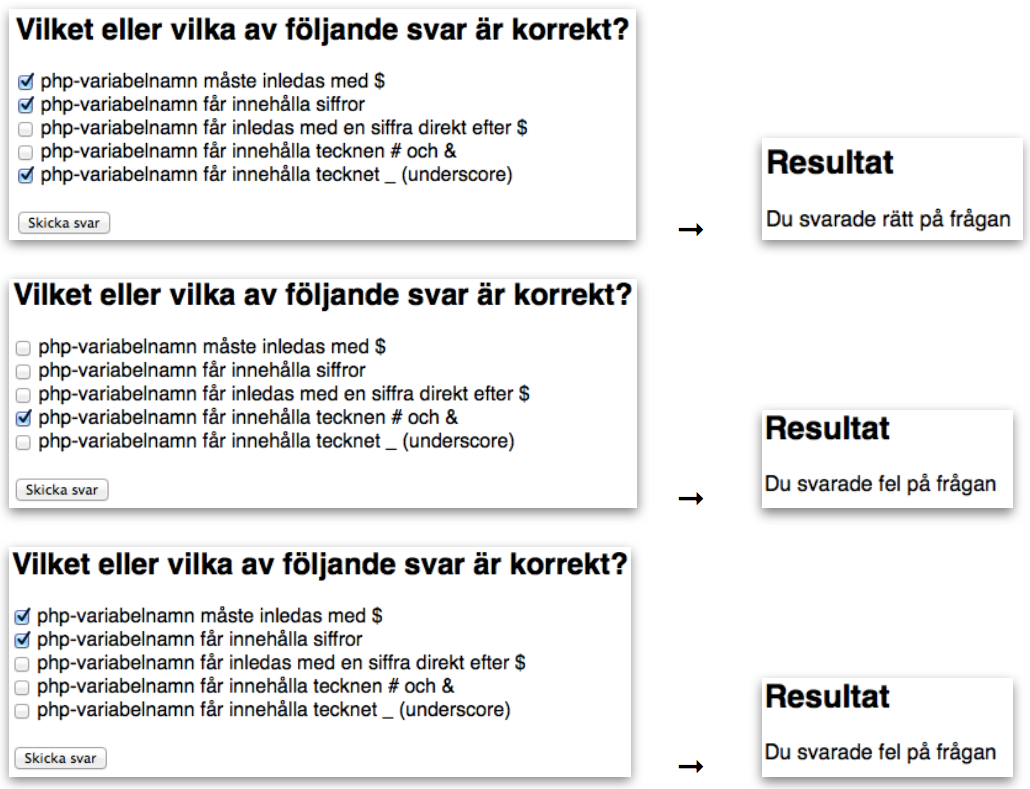 Vilket eller vilka av följande svar är korrekt?
php-variabelnamn måste inledas med $
php-variabelnamn får innehålla siffror
php-variabelnamn får inledas med en siffra direkt efter $
php-variabelnamn får innehålla tecknen # och &
php-variabelnamn får innehålla tecknet _ (underscore)
Skicka svar
→
Resultat
Du svarade rätt på frågan
Vilket eller vilka av följande svar är korrekt?
php-variabelnamn måste inledas med $
php-variabelnamn får innehålla siffror
php-variabelnamn får inledas med en siffra direkt efter $
php-variabelnamn får innehålla tecknen # och &
php-variabelnamn får innehålla tecknet _ (underscore)
Skicka svar
→
Resultat
Du svarade fel på frågan
Vilket eller vilka av följande svar är korrekt?
php-variabelnamn måste inledas med $
php-variabelnamn får innehålla siffror
php-variabelnamn får inledas med en siffra direkt efter $
php-variabelnamn får innehålla tecknen # och &
php-variabelnamn får innehålla tecknet _ (underscore)
Skicka svar
→
Resultat
Du svarade fel på frågan